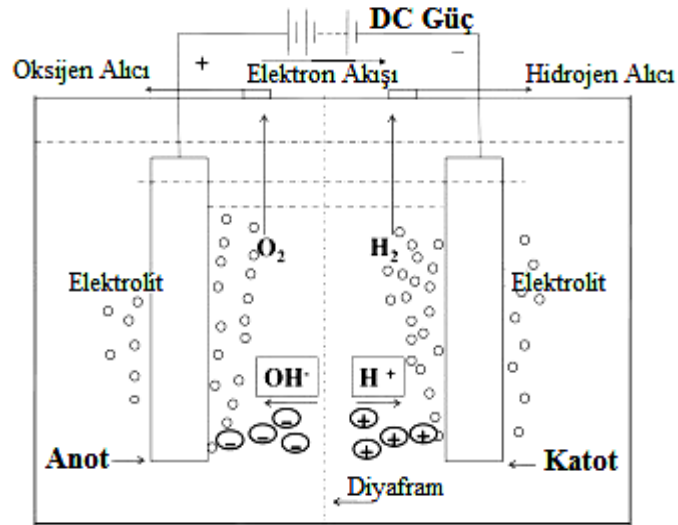 DC Güç
+
−
Elektron Akışı
Oksijen Alıcı
Hidrojen Alıcı
O2
H2
Elektrolit
Elektrolit
OH-
H +
- - - -
+ + + +
Anot
Katot
Diyafram